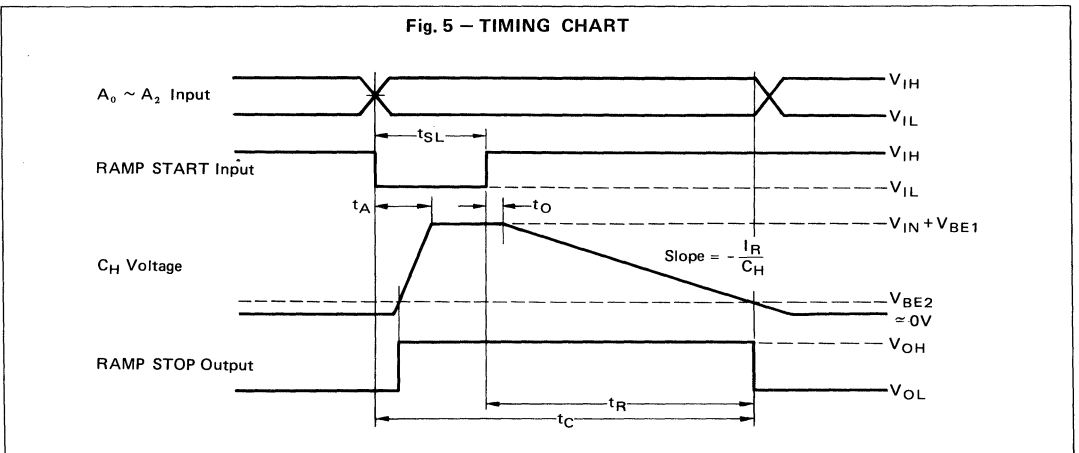 Fig. 5 — TIMING CHART
A₀ ~ A₂ Input
V_IH
V_IL
t_SL
RAMP START Input
V_IH
V_IL
t_A
t_O
V_IN + V_BE1
C_H Voltage
Slope = - I_R / C_H
V_BE2
≃ 0V
RAMP STOP Output
V_OH
V_OL
t_R
t_C